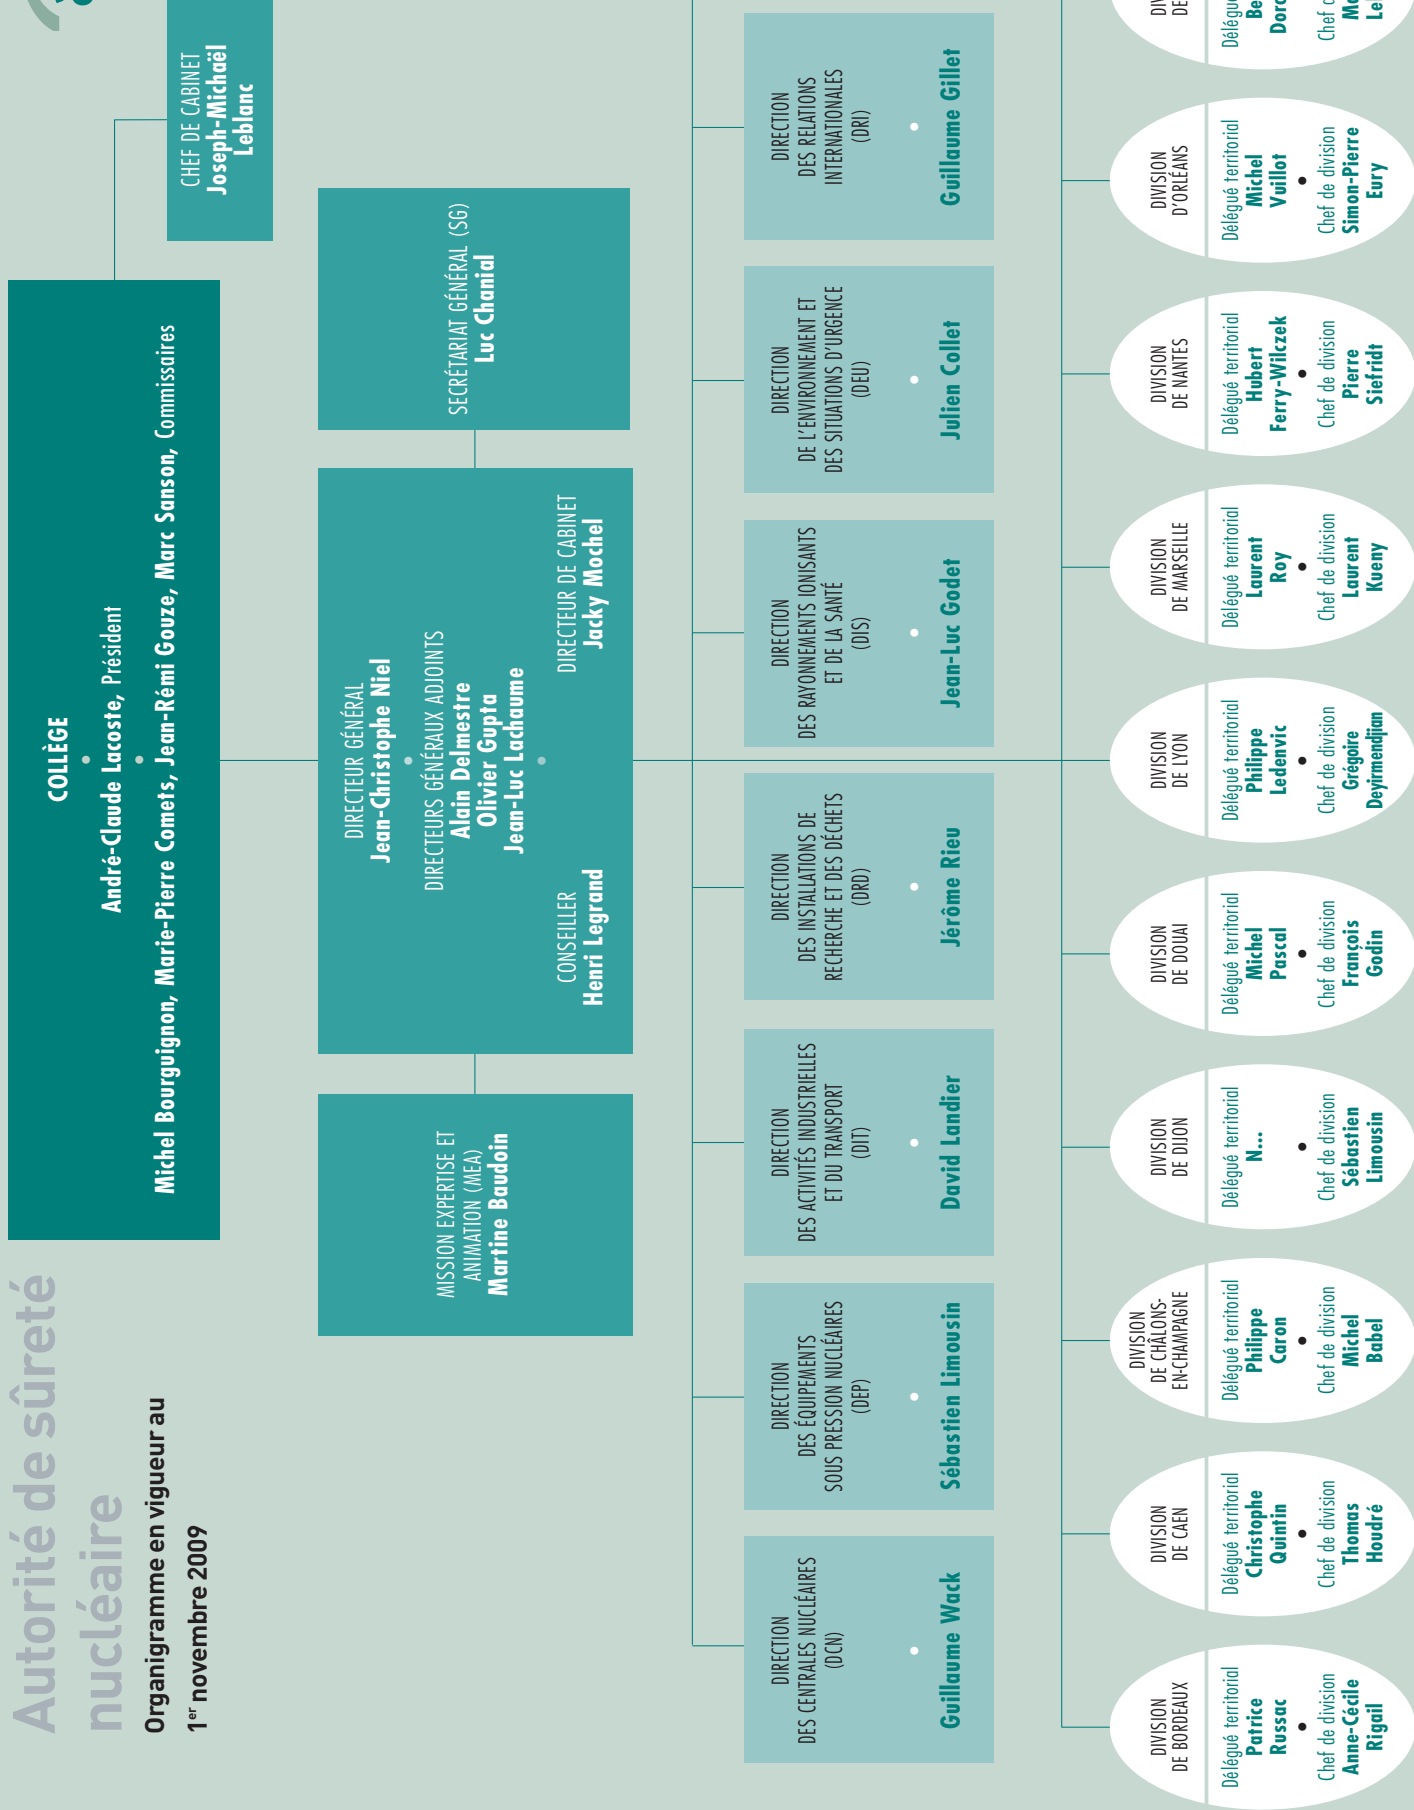 Autorité de sûreté
nucléaire
Organigramme en vigueur au
1er novembre 2009
COLLÈGE
•
André-Claude Lacoste, Président
•
Michel Bourguignon, Marie-Pierre Comets, Jean-Rémi Gouze, Marc Sanson, Commissaires
CHEF DE CABINET
Joseph-Michaël
Leblanc
MISSION EXPERTISE ET
ANIMATION (MEA)
Martine Baudoin
DIRECTEUR GÉNÉRAL
Jean-Christophe Niel
•
DIRECTEURS GÉNÉRAUX ADJOINTS
Alain Delmestre
Olivier Gupta
Jean-Luc Lachaume
•
CONSEILLER
Henri Legrand
DIRECTEUR DE CABINET
Jacky Mochel
SECRÉTARIAT GÉNÉRAL (SG)
Luc Chanial
DIRECTION
DES CENTRALES NUCLÉAIRES
(DCN)
•
Guillaume Wack
DIRECTION
DES ÉQUIPEMENTS
SOUS PRESSION NUCLÉAIRES
(DEP)
•
Sébastien Limousin
DIRECTION
DES ACTIVITÉS INDUSTRIELLES
ET DU TRANSPORT
(DIT)
•
David Landier
DIRECTION
DES INSTALLATIONS DE
RECHERCHE ET DES DÉCHETS
(DRD)
•
Jérôme Rieu
DIRECTION
DES RAYONNEMENTS IONISANTS
ET DE LA SANTÉ
(DIS)
•
Jean-Luc Godet
DIRECTION
DE L'ENVIRONNEMENT ET
DES SITUATIONS D'URGENCE
(DEU)
•
Julien Collet
DIRECTION
DES RELATIONS
INTERNATIONALES
(DRI)
•
Guillaume Gillet
DIVISION
DE BORDEAUX
Délégué territorial
Patrice
Russac
•
Chef de division
Anne-Cécile
Rigail
DIVISION
DE CAEN
Délégué territorial
Christophe
Quintin
•
Chef de division
Thomas
Houdré
DIVISION
DE CHÂLONS-
EN-CHAMPAGNE
Délégué territorial
Philippe
Caron
•
Chef de division
Michel
Babel
DIVISION
DE DIJON
Délégué territorial
N...
•
Chef de division
Sébastien
Limousin
DIVISION
DE DOUAI
Délégué territorial
Michel
Pascal
•
Chef de division
François
Godin
DIVISION
DE LYON
Délégué territorial
Philippe
Ledenvic
•
Chef de division
Grégoire
Deyirmendjian
DIVISION
DE MARSEILLE
Délégué territorial
Laurent
Roy
•
Chef de division
Laurent
Kueny
DIVISION
DE NANTES
Délégué territorial
Hubert
Ferry-Wilczek
•
Chef de division
Pierre
Siefridt
DIVISION
D'ORLÉANS
Délégué territorial
Michel
Vuillot
•
Chef de division
Simon-Pierre
Eury
DE
Chef